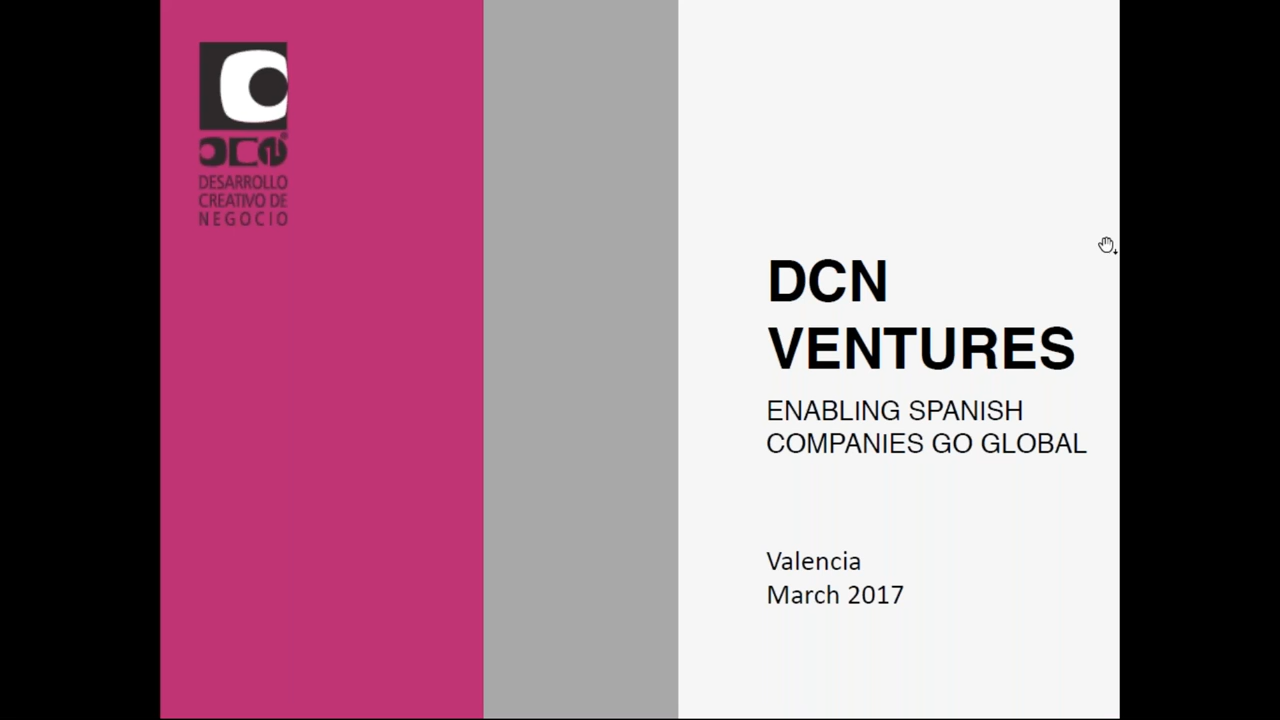 DCN®
DESARROLLO
CREATIVO DE
NEGOCIO
DCN
VENTURES
ENABLING SPANISH
COMPANIES GO GLOBAL
Valencia
March 2017